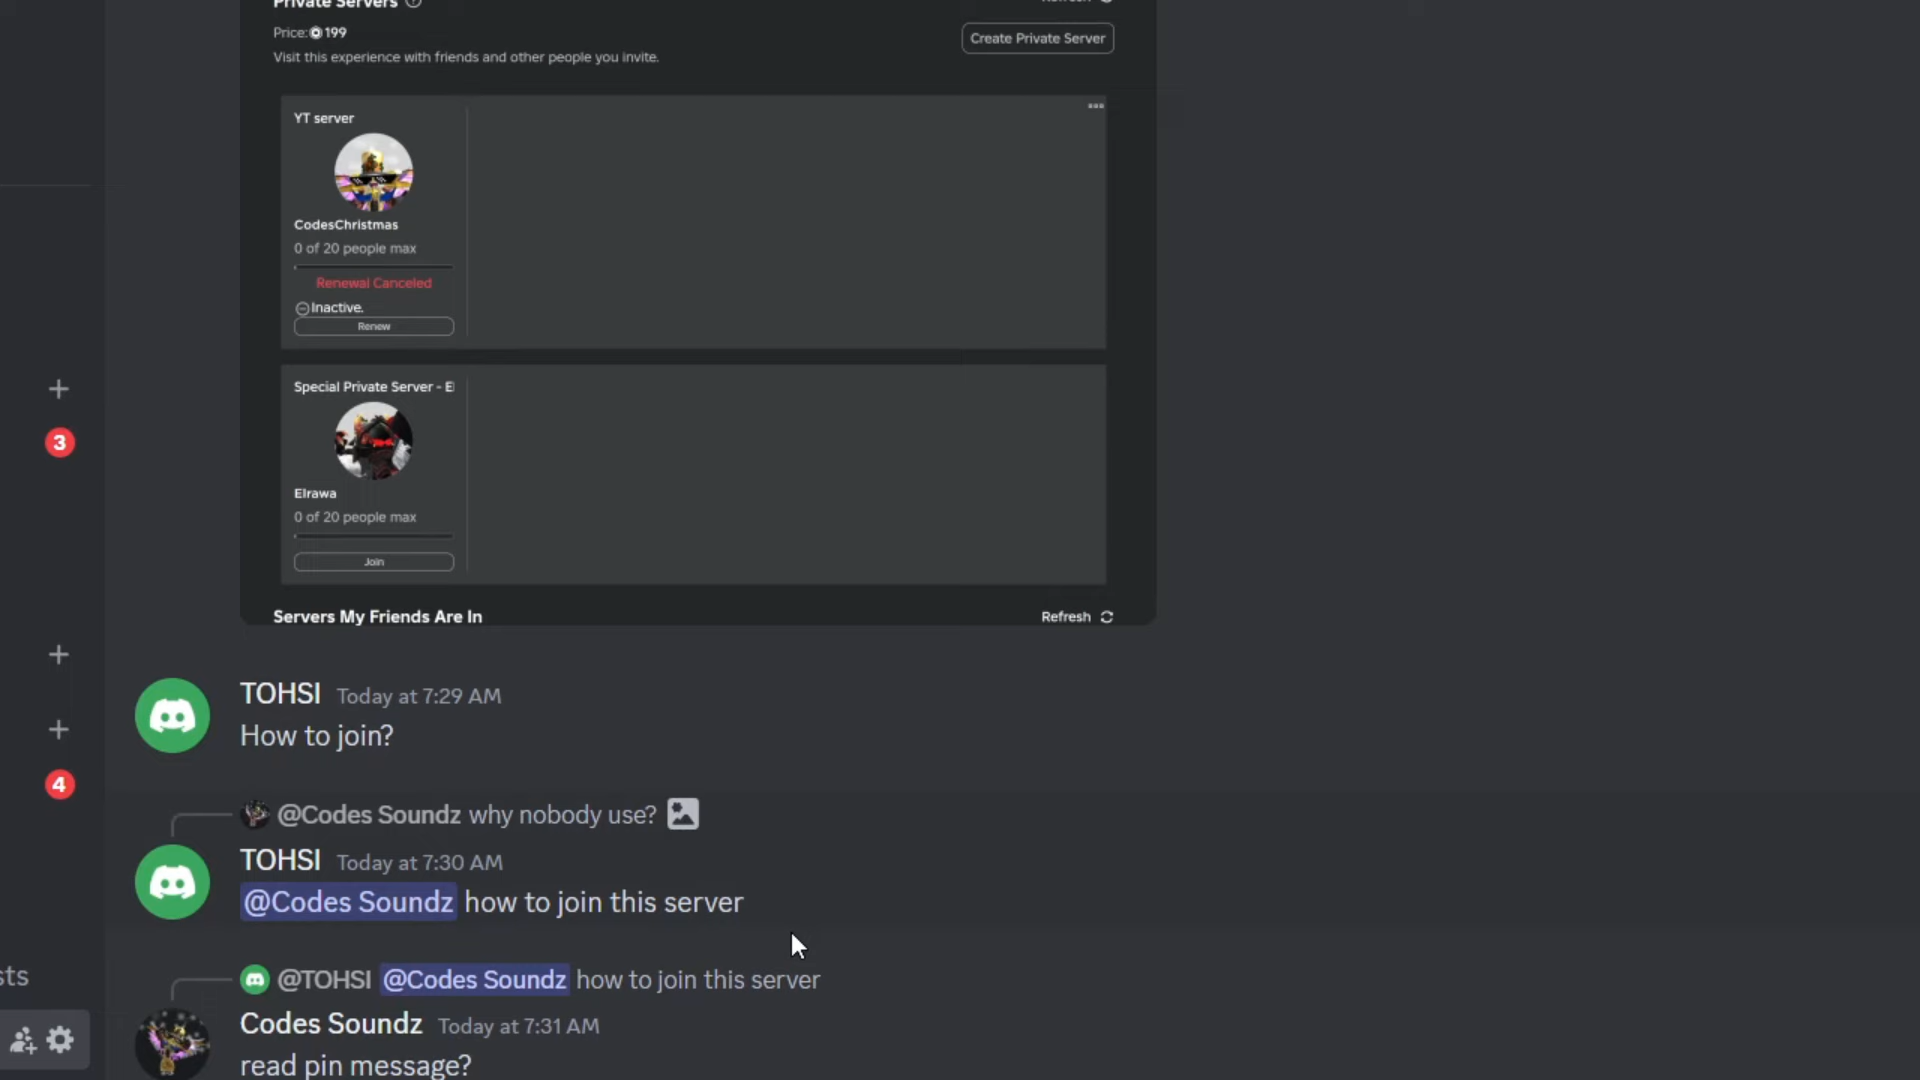 Private Servers
Refresh
Price: 199
Create Private Server
Visit this experience with friends and other people you invite.
YT server
CodesChristmas
0 of 20 people max
Renewal Canceled
Inactive.
Renew
Special Private Server - E
Elrawa
0 of 20 people max
Join
Servers My Friends Are In
Refresh
3
4
TOHSI Today at 7:29 AM
How to join?
@Codes Soundz why nobody use?
TOHSI Today at 7:30 AM
@Codes Soundz how to join this server
@TOHSI @Codes Soundz how to join this server
Codes Soundz Today at 7:31 AM
read pin message?
sts